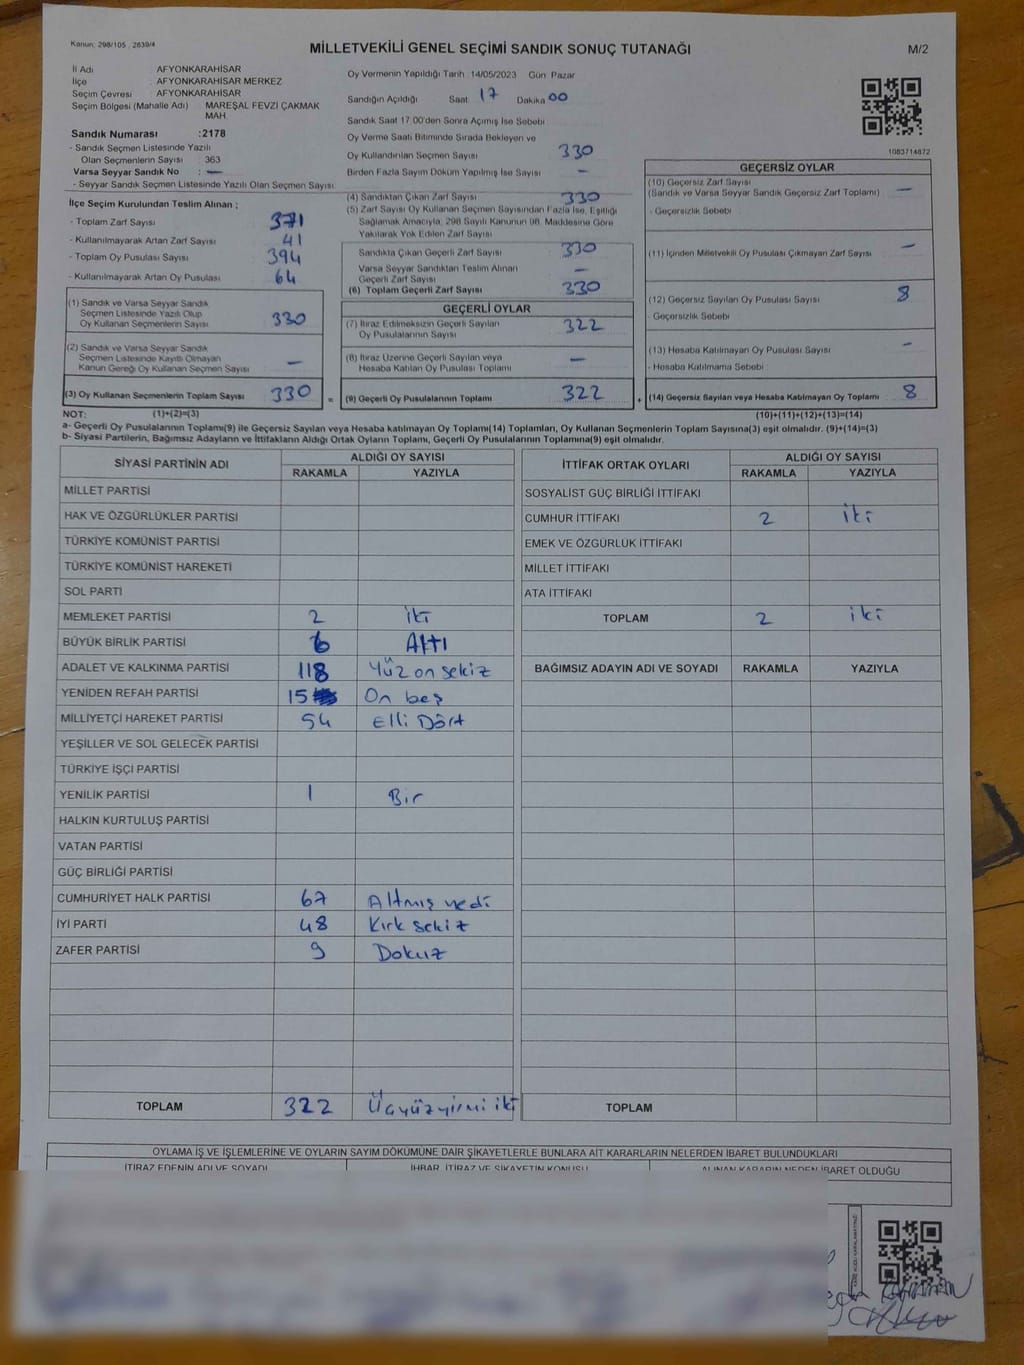 Kanun: 298/105 , 2839/4
MİLLETVEKİLİ GENEL SEÇİMİ SANDIK SONUÇ TUTANAĞI
M/2
İl Adı AFYONKARAHİSAR
İlçe AFYONKARAHİSAR MERKEZ
Seçim Çevresi AFYONKARAHİSAR
Seçim Bölgesi (Mahalle Adı) MAREŞAL FEVZİ ÇAKMAK
MAH.
Sandık Numarası :2178
- Sandık Seçmen Listesinde Yazılı
Olan Seçmenlerin Sayısı : 363
Varsa Seyyar Sandık No : —
- Seyyar Sandık Seçmen Listesinde Yazılı Olan Seçmen Sayısı
İlçe Seçim Kurulundan Teslim Alınan ;
- Toplam Zarf Sayısı 371
- Kullanılmayarak Artan Zarf Sayısı 41
- Toplam Oy Pusulası Sayısı 394
- Kullanılmayarak Artan Oy Pusulası 64
(1) Sandık ve Varsa Seyyar Sandık
Seçmen Listesinde Yazılı Olup
Oy Kullanan Seçmenlerin Sayısı 330
(2) Sandık ve Varsa Seyyar Sandık
Seçmen Listesinde Kayıtlı Olmayan
Kanun Gereği Oy Kullanan Seçmen Sayısı —
(3) Oy Kullanan Seçmenlerin Toplam Sayısı 330 =
Oy Vermenin Yapıldığı Tarih 14/05/2023 Gün Pazar
Sandığın Açıldığı Saat 17 Dakika 00
Sandık Saat 17.00'den Sonra Açılmış İse Sebebi
Oy Verme Saati Bitiminde Sırada Bekleyen ve
Oy Kullandırılan Seçmen Sayısı 330
Birden Fazla Sayım Döküm Yapılmış İse Sayısı -
(4) Sandıktan Çıkan Zarf Sayısı 330
(5) Zarf Sayısı Oy Kullanan Seçmen Sayısından Fazla İse, Eşitliği
Sağlamak Amacıyla, 298 Sayılı Kanunun 98. Maddesine Göre
Yakılarak Yok Edilen Zarf Sayısı
Sandıkta Çıkan Geçerli Zarf Sayısı 330
Varsa Seyyar Sandıktan Teslim Alınan
Geçerli Zarf Sayısı —
(6) Toplam Geçerli Zarf Sayısı 330
GEÇERLİ OYLAR
(7) İtiraz Edilmeksizin Geçerli Sayılan
Oy Pusulalarının Sayısı 322
(8) İtiraz Üzerine Geçerli Sayılan veya
Hesaba Katılan Oy Pusulası Toplamı —
(9) Geçerli Oy Pusulalarının Toplamı 322 +
1083714872
GEÇERSİZ OYLAR
(10) Geçersiz Zarf Sayısı
(Sandık ve Varsa Seyyar Sandık Geçersiz Zarf Toplamı) —
- Geçersizlik Sebebi
(11) İçinden Milletvekili Oy Pusulası Çıkmayan Zarf Sayısı —
(12) Geçersiz Sayılan Oy Pusulası Sayısı 8
- Geçersizlik Sebebi
(13) Hesaba Katılmayan Oy Pusulası Sayısı -
- Hesaba Katılmama Sebebi
(14) Geçersiz Sayılan veya Hesaba Katılmayan Oy Toplamı 8
NOT: (1)+(2)=(3) (10)+(11)+(12)+(13)=(14)
a- Geçerli Oy Pusulalarının Toplamı(9) ile Geçersiz Sayılan veya Hesaba Katılmayan Oy Toplamı(14) Toplamları, Oy Kullanan Seçmenlerin Toplam Sayısına(3) eşit olmalıdır. (9)+(14)=(3)
b- Siyasi Partilerin, Bağımsız Adayların ve İttifakların Aldığı Ortak Oyların Toplamı, Geçerli Oy Pusulalarının Toplamına(9) eşit olmalıdır.
SİYASİ PARTİNİN ADI ALDIĞI OY SAYISI
RAKAMLA YAZIYLA
MİLLET PARTİSİ
HAK VE ÖZGÜRLÜKLER PARTİSİ
TÜRKİYE KOMÜNİST PARTİSİ
TÜRKİYE KOMÜNİST HAREKETİ
SOL PARTİ
MEMLEKET PARTİSİ 2 iki
BÜYÜK BİRLİK PARTİSİ 6 Altı
ADALET VE KALKINMA PARTİSİ 118 Yüz on sekiz
YENİDEN REFAH PARTİSİ 15 On beş
MİLLİYETÇİ HAREKET PARTİSİ 54 Elli Dört
YEŞİLLER VE SOL GELECEK PARTİSİ
TÜRKİYE İŞÇİ PARTİSİ
YENİLİK PARTİSİ 1 Bir
HALKIN KURTULUŞ PARTİSİ
VATAN PARTİSİ
GÜÇ BİRLİĞİ PARTİSİ
CUMHURİYET HALK PARTİSİ 67 Altmış yedi
İYİ PARTİ 48 Kırk sekiz
ZAFER PARTİSİ 9 Dokuz
TOPLAM 322 Üçyüzyirmi iki
İTTİFAK ORTAK OYLARI ALDIĞI OY SAYISI
RAKAMLA YAZIYLA
SOSYALİST GÜÇ BİRLİĞİ İTTİFAKI
CUMHUR İTTİFAKI 2 iki
EMEK VE ÖZGÜRLÜK İTTİFAKI
MİLLET İTTİFAKI
ATA İTTİFAKI
TOPLAM 2 iki
BAĞIMSIZ ADAYIN ADI VE SOYADI RAKAMLA YAZIYLA
TOPLAM
OYLAMA İŞ VE İŞLEMLERİNE VE OYLARIN SAYIM DÖKÜMÜNE DAİR ŞİKAYETLERLE BUNLARA AİT KARARLARIN NELERDEN İBARET BULUNDUKLARI
İTİRAZ EDENİN ADI VE SOYADI İHBAR, İTİRAZ VE ŞİKAYETİN KONUSU ALINAN KARARIN NEDEN İBARET OLDUĞU